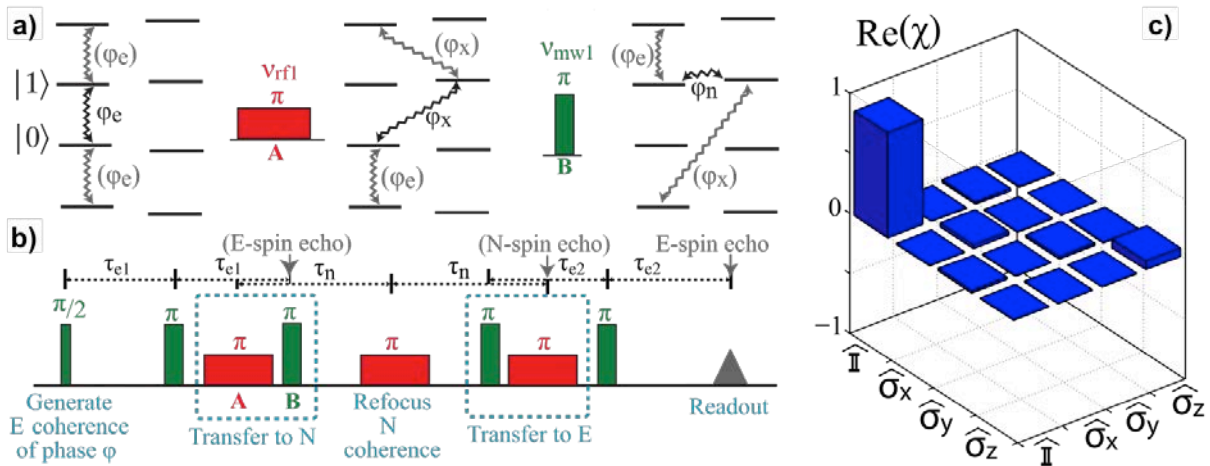 a)
(φe)
|1⟩
φe
|0⟩
(φe)
νrf1
π
A
(φx)
φx
(φe)
νmw1
π
B
(φe)
φn
(φx)
b)
(E-spin echo)
(N-spin echo)
E-spin echo
τe1
τe1
τn
τn
τe2
τe2
π/2
π
π
π
π
π
π
π
A
B
Generate
E coherence
of phase φ
Transfer to N
Refocus
N
coherence
Transfer to E
Readout
c)
Re(χ)
1
0
−1
𝕀̂
σ̂x
σ̂y
σ̂z
𝕀̂
σ̂x
σ̂y
σ̂z